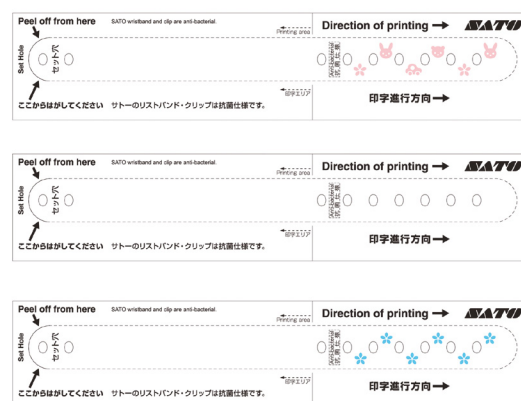 Peel off from here
SATO wristband and clip are anti-bacterial.
Printing area
Direction of printing
SATO
Set Hole
セット穴
Anti-bacterial
抗菌仕様
ここからはがしてください
サトーのリストバンド・クリップは抗菌仕様です。
印字エリア
印字進行方向
Peel off from here
SATO wristband and clip are anti-bacterial.
Printing area
Direction of printing
SATO
Set Hole
セット穴
Anti-bacterial
抗菌仕様
ここからはがしてください
サトーのリストバンド・クリップは抗菌仕様です。
印字エリア
印字進行方向
Peel off from here
SATO wristband and clip are anti-bacterial.
Printing area
Direction of printing
SATO
Set Hole
セット穴
Anti-bacterial
抗菌仕様
ここからはがしてください
サトーのリストバンド・クリップは抗菌仕様です。
印字エリア
印字進行方向